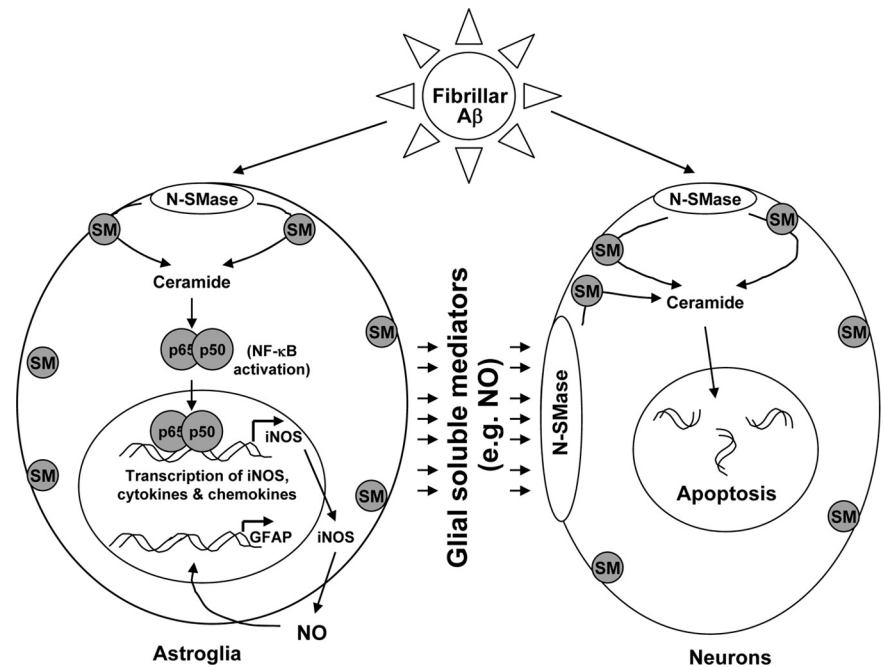 Fibrillar
Aβ
N-SMase
SM
SM
Ceramide
p65
p50
(NF-κB
activation)
SM
SM
p65
p50
iNOS
Transcription of iNOS,
cytokines & chemokines
SM
SM
GFAP
iNOS
NO
Astroglia
Glial soluble mediators
(e.g. NO)
N-SMase
SM
SM
SM
Ceramide
SM
N-SMase
Apoptosis
SM
SM
Neurons